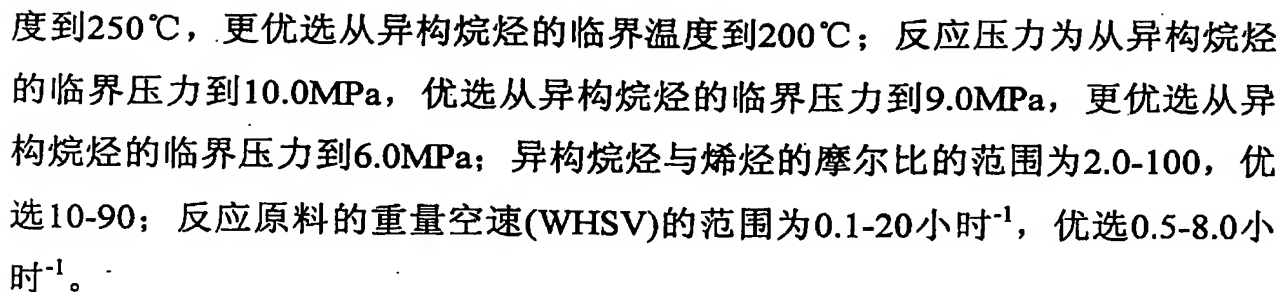 度到250℃，更优选从异构烷烃的临界温度到200℃；反应压力为从异构烷烃
的临界压力到10.0MPa，优选从异构烷烃的临界压力到9.0MPa，更优选从异
构烷烃的临界压力到6.0MPa；异构烷烃与烯烃的摩尔比的范围为2.0-100，优
选10-90；反应原料的重量空速(WHSV)的范围为0.1-20小时⁻¹，优选0.5-8.0小
时⁻¹。